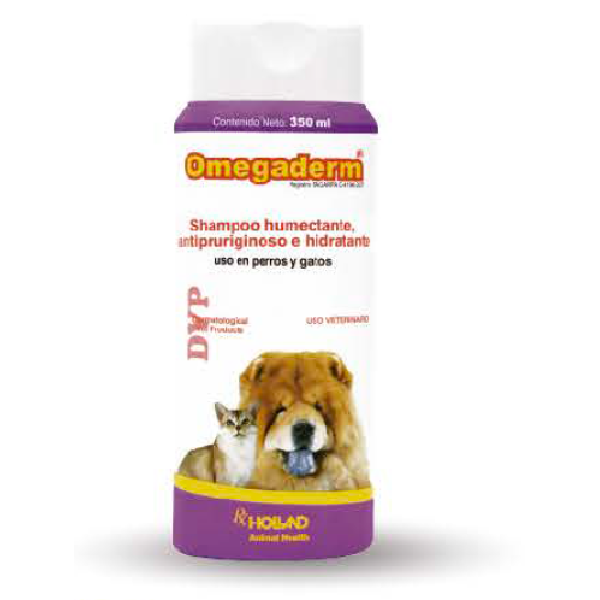 Contenido Neto: 350 ml
Omegaderm®
Shampoo humectante,
antipruriginoso e hidratante
uso en perros y gatos
DVP
USO VETERINARIO
Rx HOLLAND
Animal Health